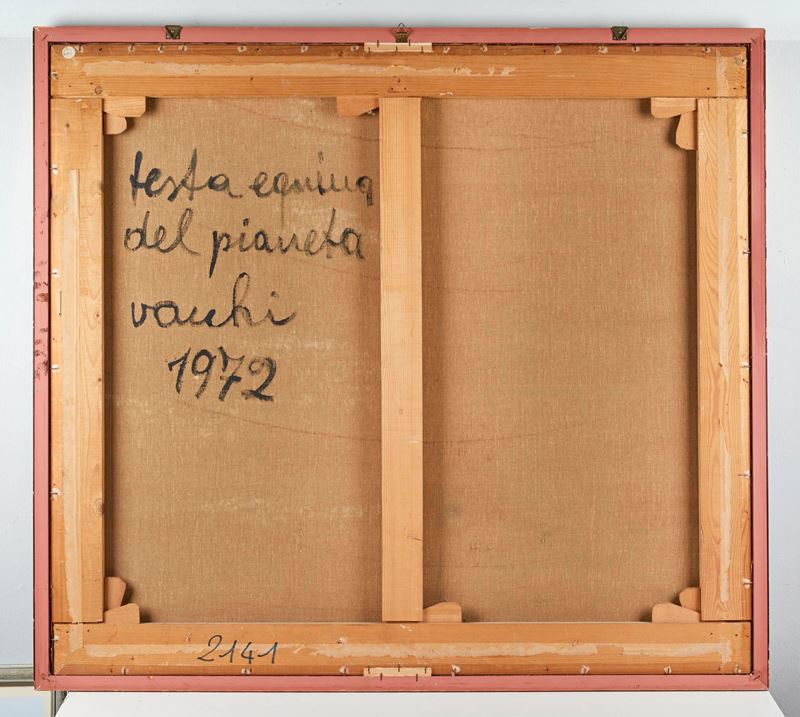 testa equina
del pianeta
vacchi
1972
2141